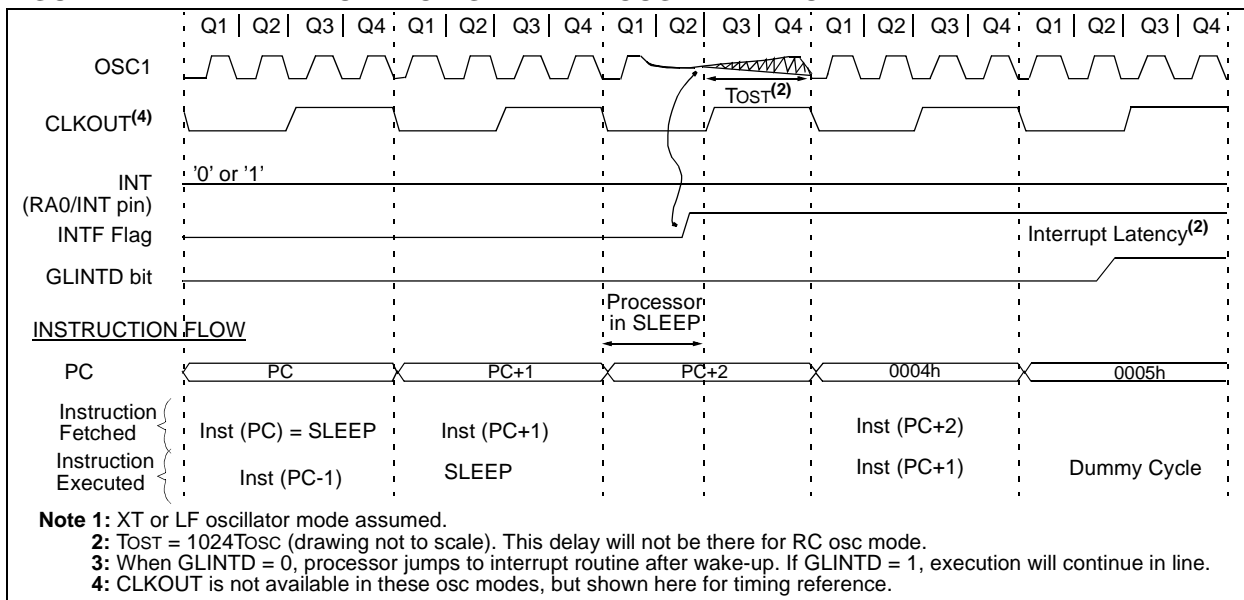 Q1 Q2 Q3 Q4 Q1 Q2 Q3 Q4 Q1 Q2 Q3 Q4 Q1 Q2 Q3 Q4 Q1 Q2 Q3 Q4
OSC1
TOST(2)
CLKOUT(4)
INT
(RA0/INT pin)
'0' or '1'
INTF Flag
Interrupt Latency(2)
GLINTD bit
Processor
in SLEEP
INSTRUCTION FLOW
PC PC PC+1 PC+2 0004h 0005h
Instruction
Fetched
Inst (PC) = SLEEP Inst (PC+1) Inst (PC+2)
Instruction
Executed
Inst (PC-1) SLEEP Inst (PC+1) Dummy Cycle
Note 1: XT or LF oscillator mode assumed.
2: TOST = 1024TOSC (drawing not to scale). This delay will not be there for RC osc mode.
3: When GLINTD = 0, processor jumps to interrupt routine after wake-up. If GLINTD = 1, execution will continue in line.
4: CLKOUT is not available in these osc modes, but shown here for timing reference.